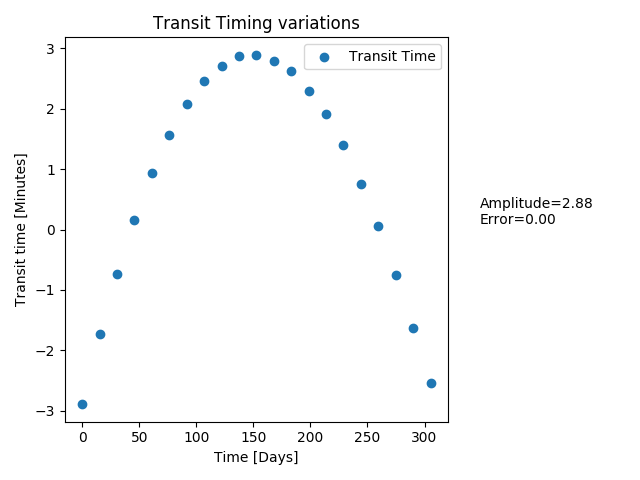 Transit Timing variations
Transit Time
Transit time [Minutes]
3
2
1
0
−1
−2
−3
0 50 100 150 200 250 300
Time [Days]
Amplitude=2.88
Error=0.00